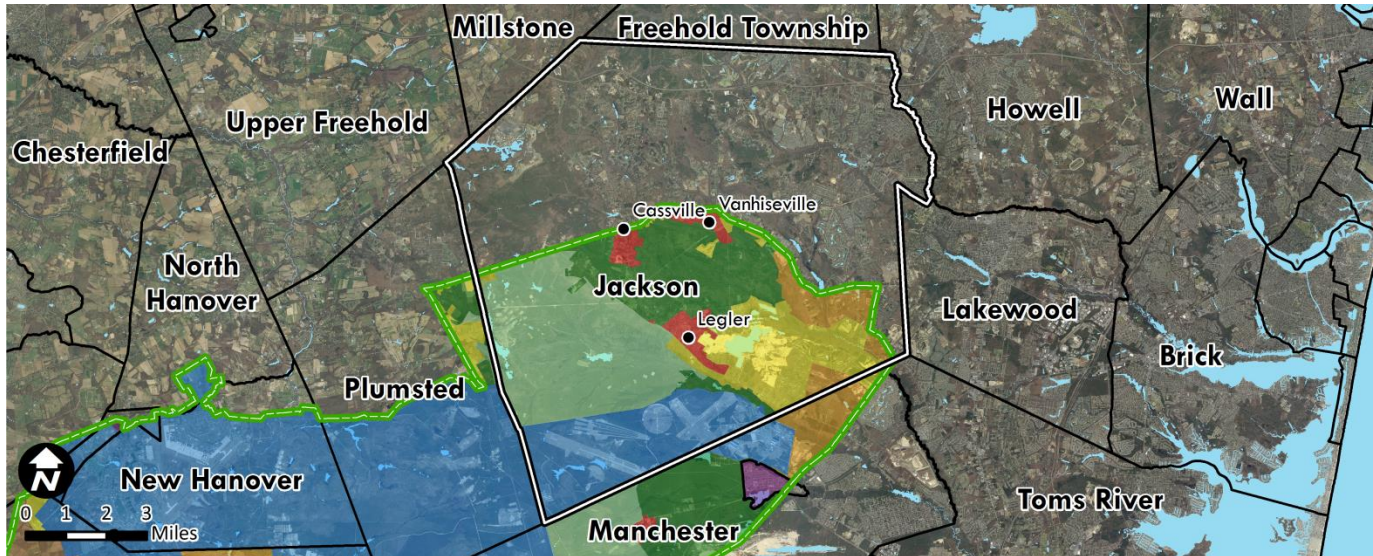 Millstone
Freehold Township
Howell
Wall
Upper Freehold
Chesterfield
Cassville
Vanhiseville
North
Hanover
Jackson
Lakewood
Legler
Brick
Plumsted
New Hanover
Toms River
Manchester
N
0 1 2 3
Miles